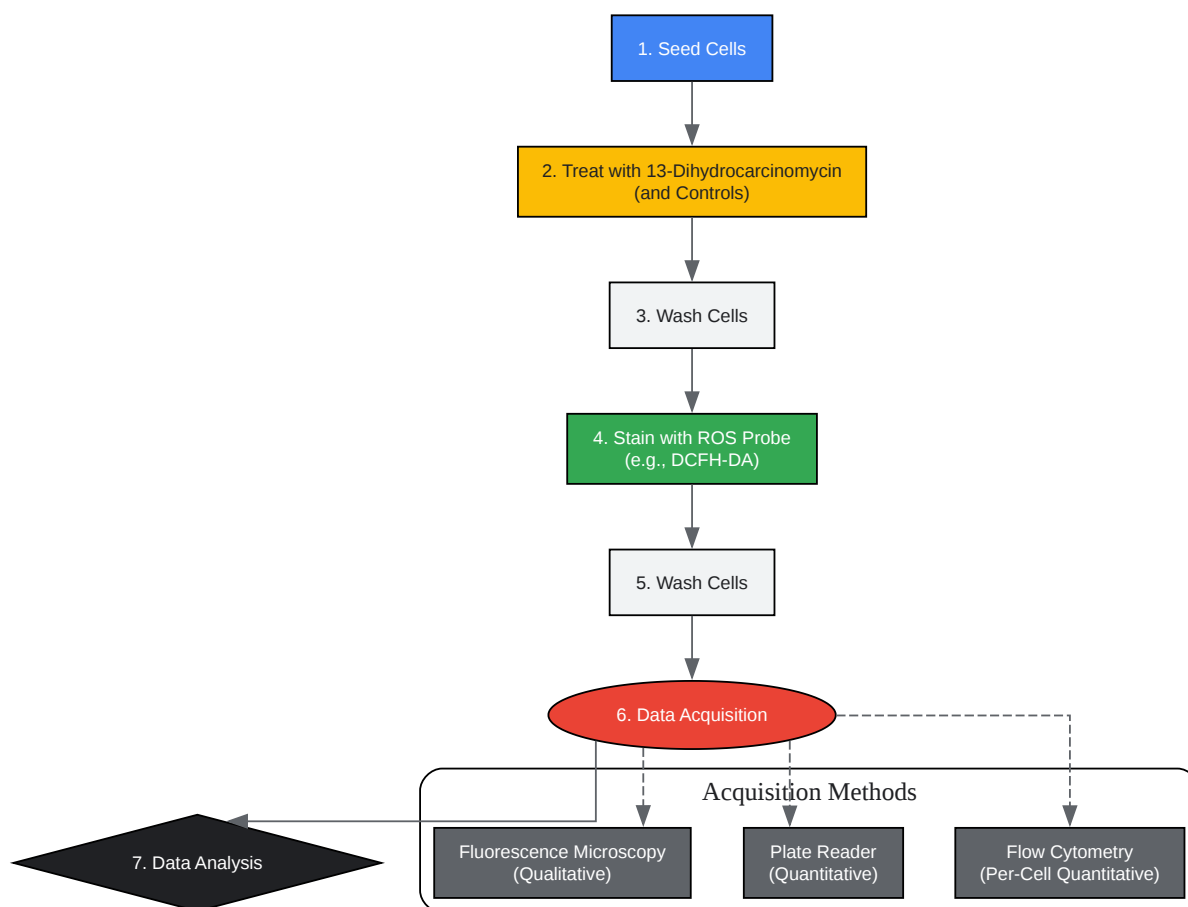 1. Seed Cells
2. Treat with 13-Dihydrocarcinomycin
(and Controls)
3. Wash Cells
4. Stain with ROS Probe
(e.g., DCFH-DA)
5. Wash Cells
6. Data Acquisition
Acquisition Methods
7. Data Analysis
Fluorescence Microscopy
(Qualitative)
Plate Reader
(Quantitative)
Flow Cytometry
(Per-Cell Quantitative)